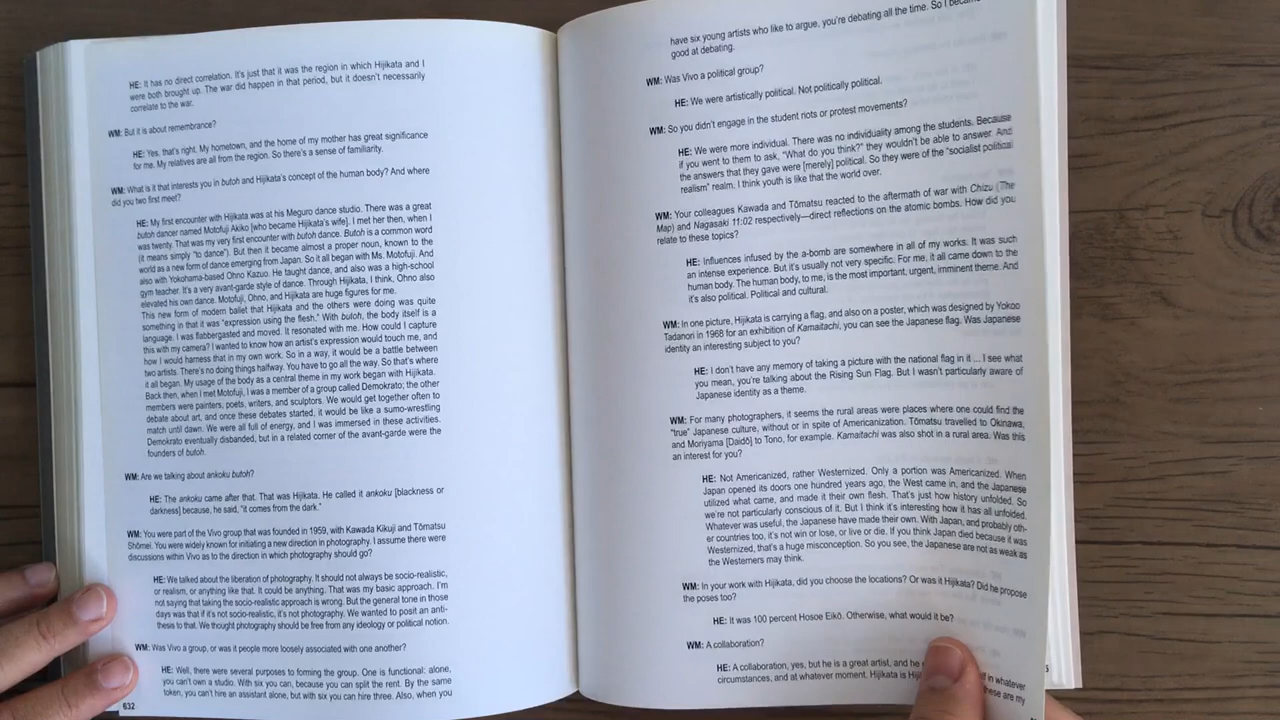 HE: It has no direct correlation. It's just that it was the region in which Hijikata and I
were both brought up. The war did happen in that period, but it doesn't necessarily
correlate to the war.
WM: But it is about remembrance?
HE: Yes, that's right. My hometown, and the home of my mother has great significance
for me. My relatives are all from the region. So there's a sense of familiarity.
WM: What is it that interests you in butoh and Hijikata's concept of the human body? And where
did you two first meet?
HE: My first encounter with Hijikata was at his Meguro dance studio. There was a great
butoh dancer named Motofuji Akiko [who became Hijikata's wife]. I met her then, when I
was twenty. That was my very first encounter with butoh dance. Butoh is a common word
(it means simply "to dance"). But then it became almost a proper noun, known to the
world as a new form of dance emerging from Japan. So it all began with Ms. Motofuji. And
also with Yokohama-based Ohno Kazuo. He taught dance, and also was a high-school
gym teacher. It's a very avant-garde style of dance. Through Hijikata, I think, Ohno also
elevated his own dance. Motofuji, Ohno, and Hijikata are huge figures for me.
This new form of modern ballet that Hijikata and the others were doing was quite
something in that it was "expression using the flesh." With butoh, the body itself is a
language. I was flabbergasted and moved. It resonated with me. How could I capture
this with my camera? I wanted to know how an artist's expression would touch me, and
how I would harness that in my own work. So in a way, it would be a battle between
two artists. There's no doing things halfway. You have to go all the way. So that's where
it all began. My usage of the body as a central theme in my work began with Hijikata.
Back then, when I met Motofuji, I was a member of a group called Demokrato; the other
members were painters, poets, writers, and sculptors. We would get together often to
debate about art, and once these debates started, it would be like a sumo-wrestling
match until dawn. We were all full of energy, and I was immersed in these activities.
Demokrato eventually disbanded, but in a related corner of the avant-garde were the
founders of butoh.
WM: Are we talking about ankoku butoh?
HE: The ankoku came after that. That was Hijikata. He called it ankoku [blackness or
darkness] because, he said, "it comes from the dark."
WM: You were part of the Vivo group that was founded in 1959, with Kawada Kikuji and Tōmatsu
Shōmei. You were widely known for initiating a new direction in photography. I assume there were
discussions within Vivo as to the direction in which photography should go?
HE: We talked about the liberation of photography. It should not always be socio-realistic,
or realism, or anything like that. It could be anything. That was my basic approach. I'm
not saying that taking the socio-realistic approach is wrong. But the general tone in those
days was that if it's not socio-realistic, it's not photography. We wanted to posit an anti-
thesis to that. We thought photography should be free from any ideology or political notion.
WM: Was Vivo a group, or was it people more loosely associated with one another?
HE: Well, there were several purposes to forming the group. One is functional: alone,
you can't own a studio. With six you can, because you can split the rent. By the same
token, you can't hire an assistant alone, but with six you can hire three. Also, when you
632
have six young artists who like to argue, you're debating all the time. So I became
good at debating.
WM: Was Vivo a political group?
HE: We were artistically political. Not politically political.
WM: So you didn't engage in the student riots or protest movements?
HE: We were more individual. There was no individuality among the students. Because
if you went to them to ask, "What do you think?" they wouldn't be able to answer. And
the answers that they gave were [merely] political. So they were of the "socialist political
realism" realm. I think youth is like that the world over.
WM: Your colleagues Kawada and Tōmatsu reacted to the aftermath of war with Chizu (The
Map) and Nagasaki 11:02 respectively—direct reflections on the atomic bombs. How did you
relate to these topics?
HE: Influences infused by the a-bomb are somewhere in all of my works. It was such
an intense experience. But it's usually not very specific. For me, it all came down to the
human body. The human body, to me, is the most important, urgent, imminent theme. And
it's also political. Political and cultural.
WM: In one picture, Hijikata is carrying a flag, and also on a poster, which was designed by Yokoo
Tadanori in 1968 for an exhibition of Kamaitachi, you can see the Japanese flag. Was Japanese
identity an interesting subject to you?
HE: I don't have any memory of taking a picture with the national flag in it ... I see what
you mean, you're talking about the Rising Sun Flag. But I wasn't particularly aware of
Japanese identity as a theme.
WM: For many photographers, it seems the rural areas were places where one could find the
"true" Japanese culture, without or in spite of Americanization. Tōmatsu travelled to Okinawa,
and Moriyama [Daidō] to Tono, for example. Kamaitachi was also shot in a rural area. Was this
an interest for you?
HE: Not Americanized, rather Westernized. Only a portion was Americanized. When
Japan opened its doors one hundred years ago, the West came in, and the Japanese
utilized what came, and made it their own flesh. That's just how history unfolded. So
we're not particularly conscious of it. But I think it's interesting how it has all unfolded.
Whatever was useful, the Japanese have made their own. With Japan, and probably oth-
er countries too, it's not win or lose, or live or die. If you think Japan died because it was
Westernized, that's a huge misconception. So you see, the Japanese are not as weak as
the Westerners may think.
WM: In your work with Hijikata, did you choose the locations? Or was it Hijikata? Did he propose
the poses too?
HE: It was 100 percent Hosoe Eikō. Otherwise, what would it be?
WM: A collaboration?
HE: A collaboration, yes, but he is a great artist, and he in whatever
circumstances, and at whatever moment. Hijikata is these are my